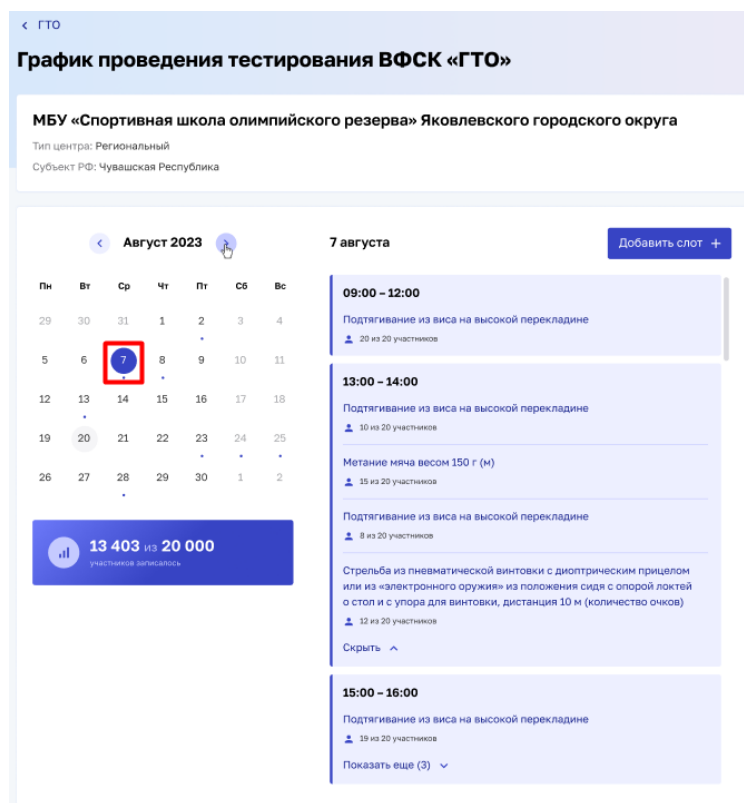 ГТО
График проведения тестирования ВФСК «ГТО»
МБУ «Спортивная школа олимпийского резерва» Яковлевского городского округа
Тип центра: Региональный
Субъект РФ: Чувашская Республика
Август 2023
Пн Вт Ср Чт Пт Сб Вс
29 30 31 1 2 3 4
5 6 7 8 9 10 11
12 13 14 15 16 17 18
19 20 21 22 23 24 25
26 27 28 29 30 1 2
13 403 из 20 000
участников записалось
7 августа
Добавить слот +
09:00 – 12:00
Подтягивание из виса на высокой перекладине
20 из 20 участников
13:00 – 14:00
Подтягивание из виса на высокой перекладине
10 из 20 участников
Метание мяча весом 150 г (м)
15 из 20 участников
Подтягивание из виса на высокой перекладине
8 из 20 участников
Стрельба из пневматической винтовки с диоптрическим прицелом
или из «электронного оружия» из положения сидя с опорой локтей
о стол и с упора для винтовки, дистанция 10 м (количество очков)
12 из 20 участников
Скрыть
15:00 – 16:00
Подтягивание из виса на высокой перекладине
19 из 20 участников
Показать еще (3)